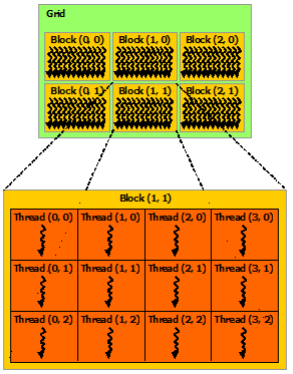 Grid
Block (0, 0) Block (1, 0) Block (2, 0)
Block (0, 1) Block (1, 1) Block (2, 1)
Block (1, 1)
Thread (0, 0) Thread (1, 0) Thread (2, 0) Thread (3, 0)
Thread (0, 1) Thread (1, 1) Thread (2, 1) Thread (3, 1)
Thread (0, 2) Thread (1, 2) Thread (2, 2) Thread (3, 2)